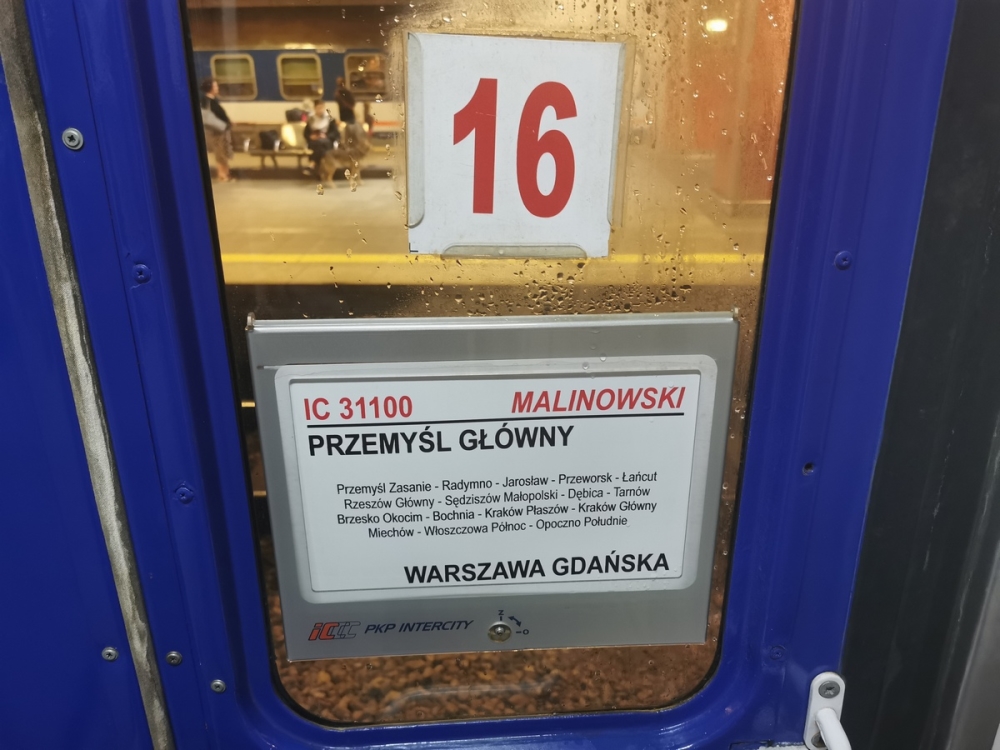 16
IC 31100 MALINOWSKI
PRZEMYŚL GŁÓWNY
Przemyśl Zasanie - Radymno - Jarosław - Przeworsk - Łańcut
Rzeszów Główny - Sędziszów Małopolski - Dębica - Tarnów
Brzesko Okocim - Bochnia - Kraków Płaszów - Kraków Główny
Miechów - Włoszczowa Północ - Opoczno Południe
WARSZAWA GDAŃSKA
IC PKP INTERCITY
Z
O